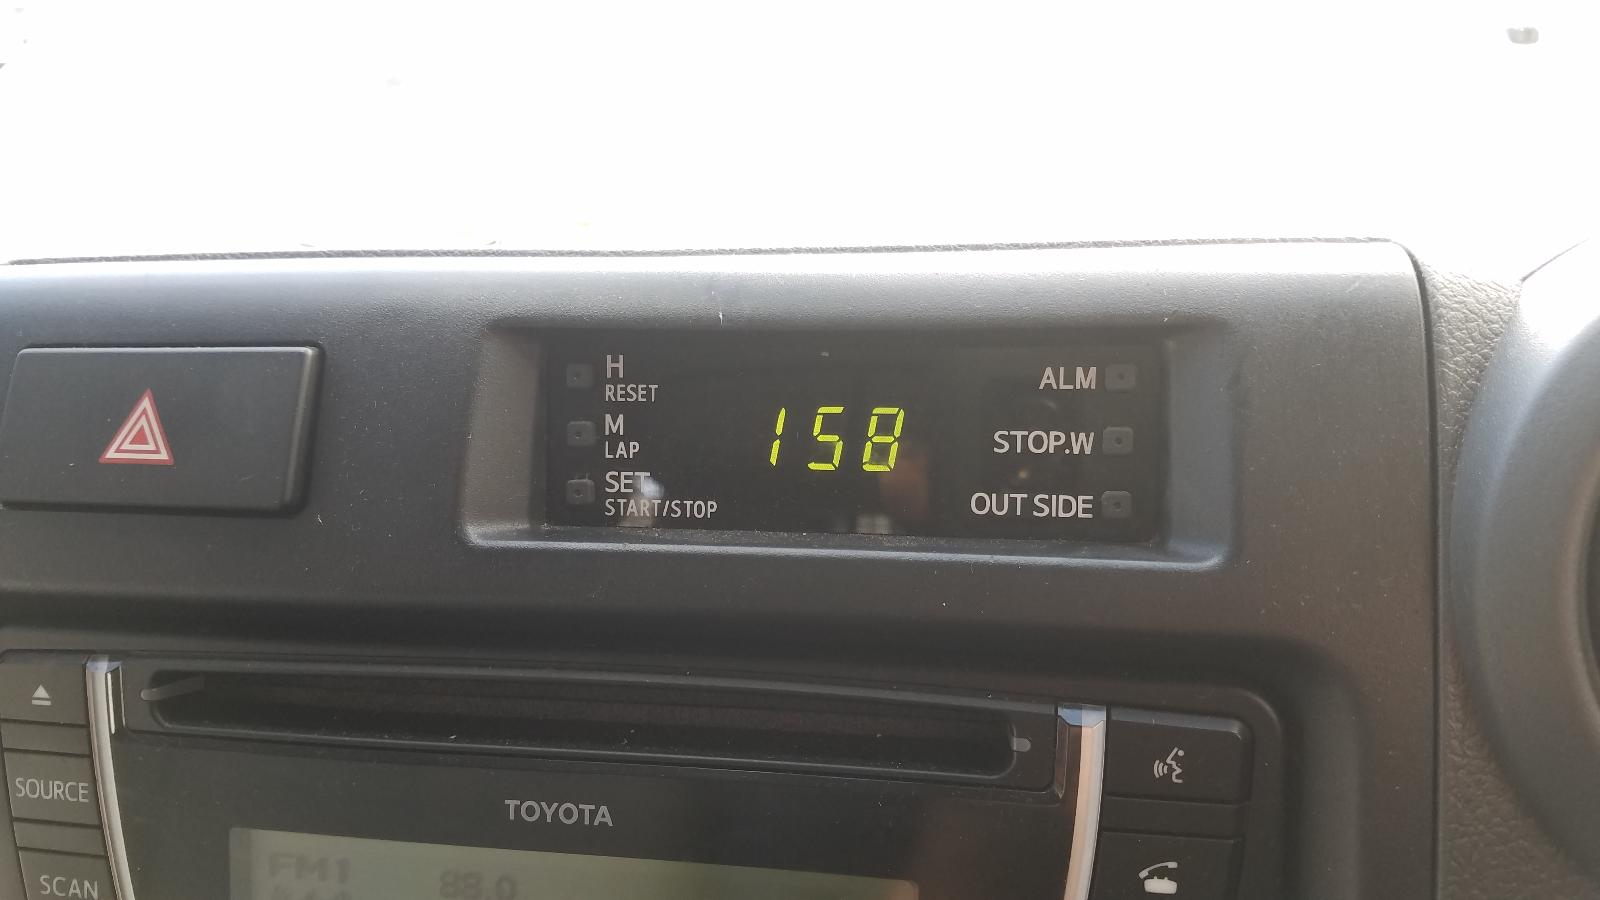 H
RESET
M
LAP
SET
START/STOP
158
ALM
STOP.W
OUT SIDE
SOURCE
SCAN
TOYOTA
FM1
88.0